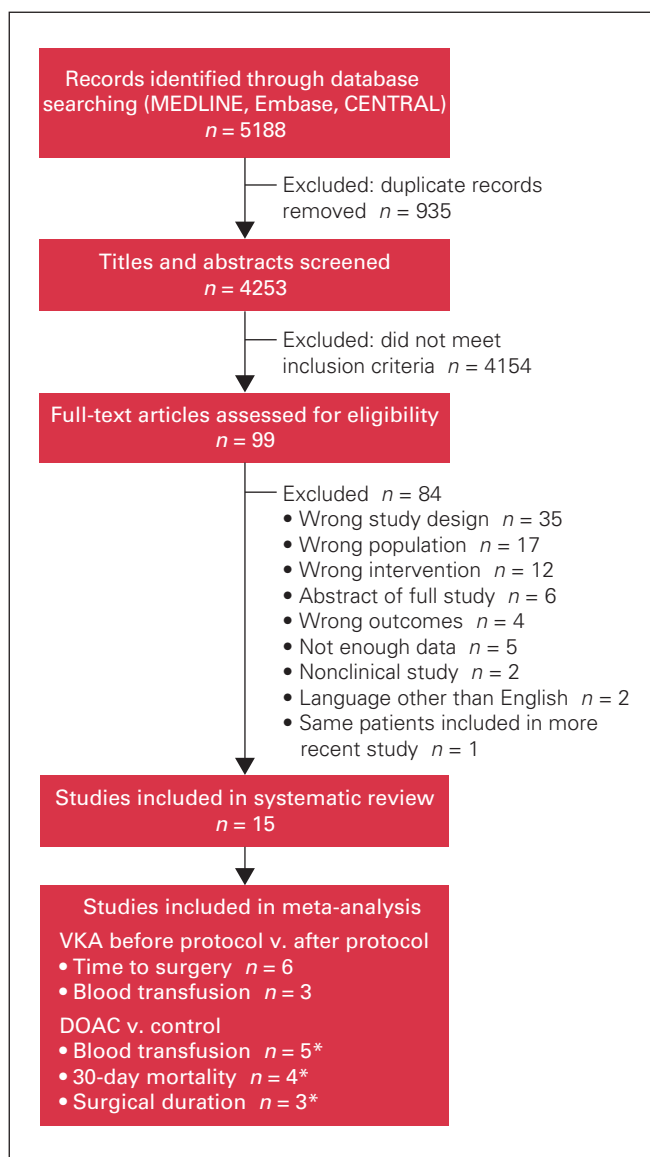 Records identified through database
searching (MEDLINE, Embase, CENTRAL)
n = 5188
Excluded: duplicate records
removed n = 935
Titles and abstracts screened
n = 4253
Excluded: did not meet
inclusion criteria n = 4154
Full-text articles assessed for eligibility
n = 99
Excluded n = 84
• Wrong study design n = 35
• Wrong population n = 17
• Wrong intervention n = 12
• Abstract of full study n = 6
• Wrong outcomes n = 4
• Not enough data n = 5
• Nonclinical study n = 2
• Language other than English n = 2
• Same patients included in more
recent study n = 1
Studies included in systematic review
n = 15
Studies included in meta-analysis
VKA before protocol v. after protocol
• Time to surgery n = 6
• Blood transfusion n = 3
DOAC v. control
• Blood transfusion n = 5*
• 30-day mortality n = 4*
• Surgical duration n = 3*